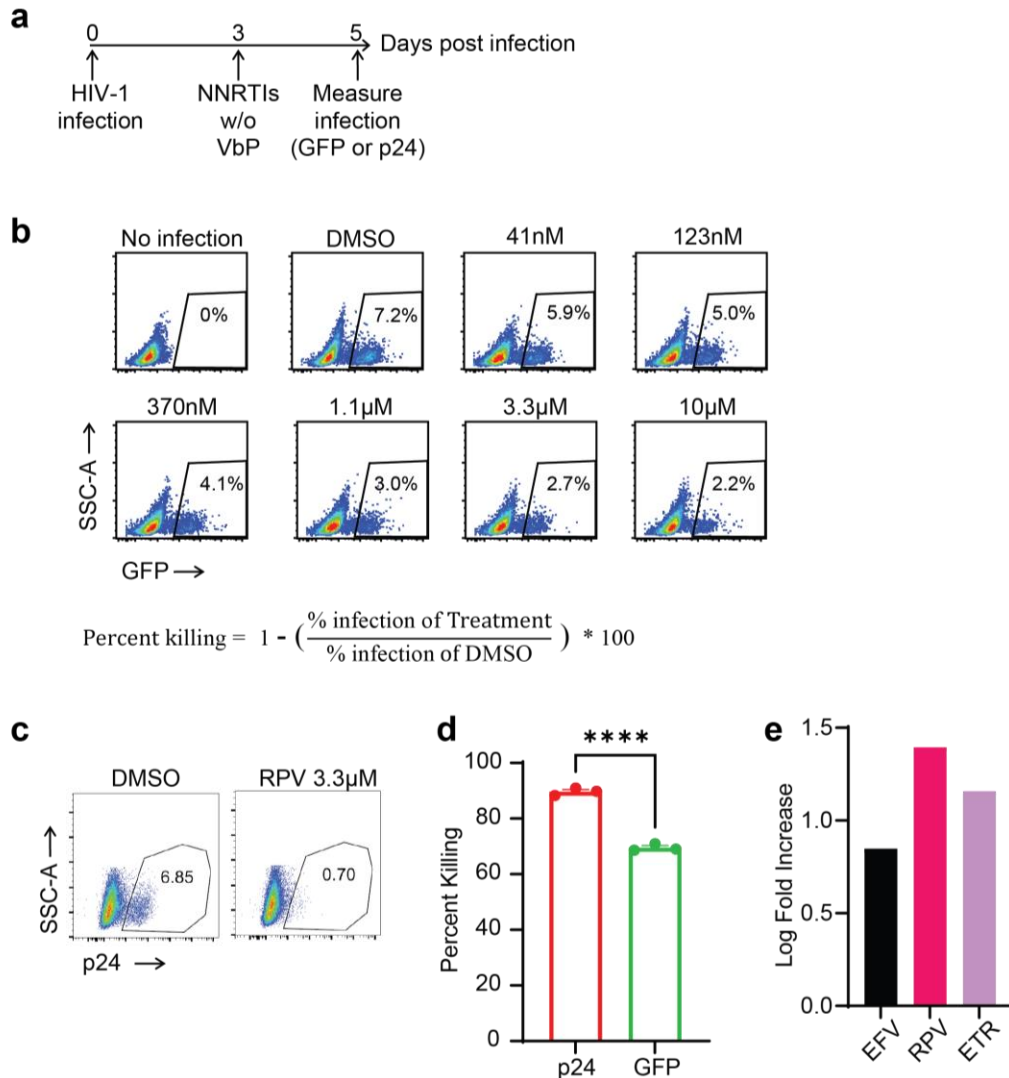 a
0 3 5 Days post infection
HIV-1 NNRTIs Measure
infection w/o infection
VbP (GFP or p24)
b
No infection DMSO 41nM 123nM
0% 7.2% 5.9% 5.0%
370nM 1.1µM 3.3µM 10µM
4.1% 3.0% 2.7% 2.2%
SSC-A
GFP
Percent killing = 1 - ( % infection of Treatment / % infection of DMSO ) * 100
c
DMSO RPV 3.3µM
6.85 0.70
SSC-A
p24
d
****
100
80
60
40
20
0
Percent Killing
p24 GFP
e
1.5
1.0
0.5
0.0
Log Fold Increase
EFV RPV ETR